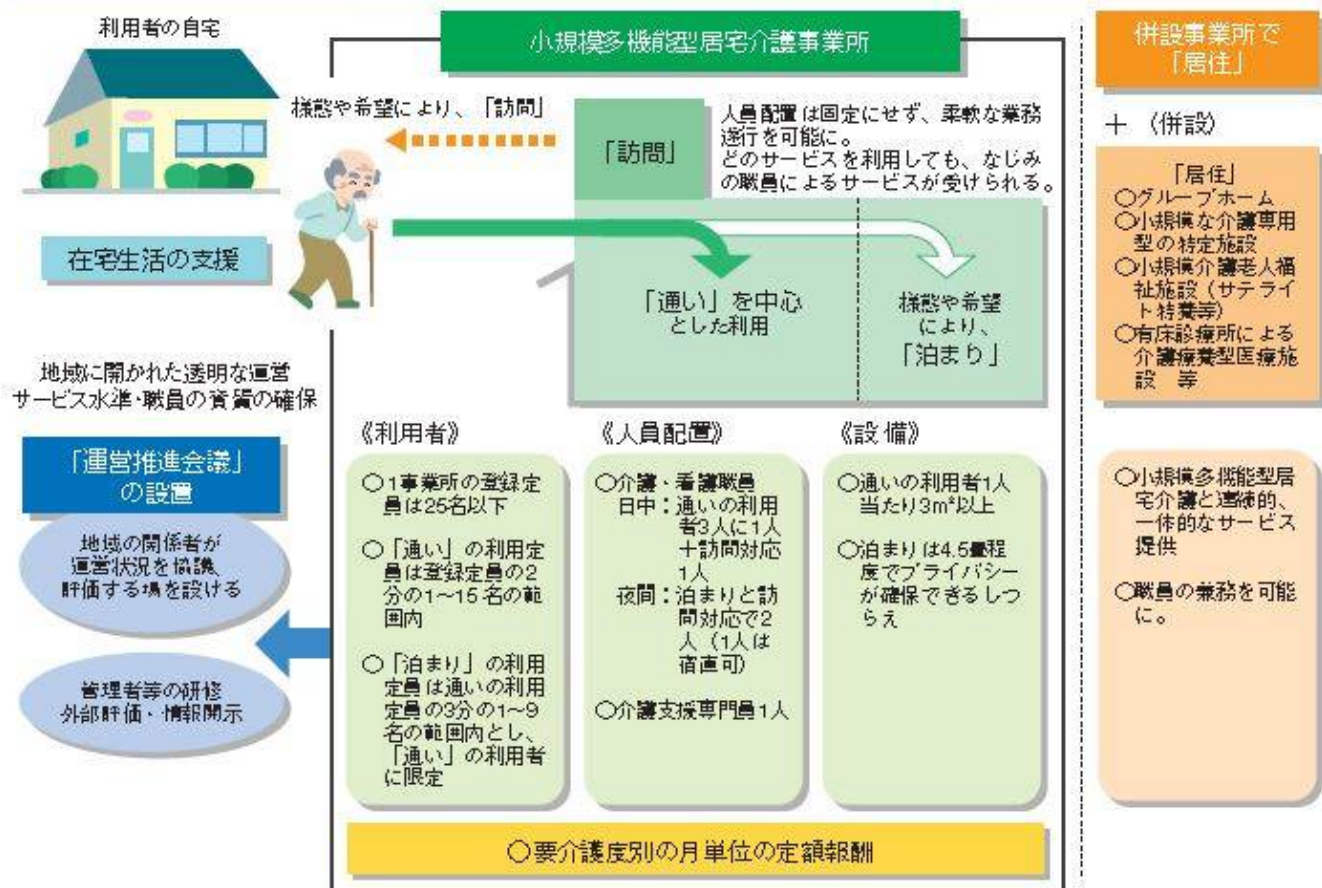 利用者の自宅
小規模多機能型居宅介護事業所
併設事業所で
「居住」
様態や希望により、「訪問」
「訪問」
人員配置は固定にせず、柔軟な業務
遂行を可能に。
どのサービスを利用しても、なじみ
の職員によるサービスが受けられる。
在宅生活の支援
「通い」を中心
とした利用
様態や希望
により、
「泊まり」
＋（併設）
「居住」
○グループホーム
○小規模な介護専用
型の特定施設
○小規模介護老人福
祉施設（サテライ
ト特養等）
○有床診療所による
介護療養型医療施
設　等
地域に開かれた透明な運営
サービス水準・職員の資質の確保
「運営推進会議」
の設置
地域の関係者が
運営状況を協議、
評価する場を設ける
管理者等の研修
外部評価・情報開示
《利用者》
○1事業所の登録定
員は25名以下
○「通い」の利用定
員は登録定員の2
分の1～15名の範
囲内
○「泊まり」の利用
定員は通いの利用
定員の3分の1～9
名の範囲内とし、
「通い」の利用者
に限定
《人員配置》
○介護・看護職員
日中：通いの利用
者3人に1人
＋訪問対応
1人
夜間：泊まりと訪
問対応で2
人（1人は
宿直可）
○介護支援専門員1人
《設備》
○通いの利用者1人
当たり3m²以上
○泊まりは4.5畳程
度でプライバシー
が確保できるしつ
らえ
○小規模多機能型居
宅介護と連続的、
一体的なサービス
提供
○職員の兼務を可能
に。
○要介護度別の月単位の定額報酬